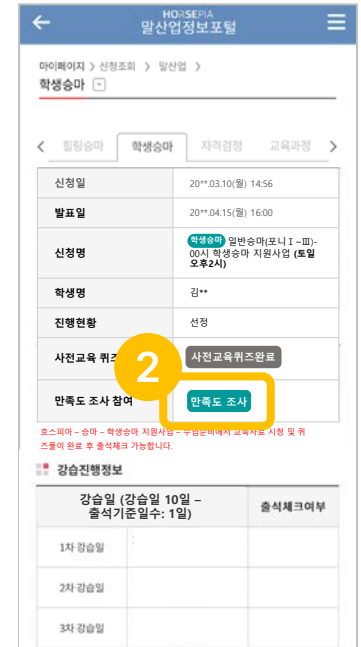 HORSEPIA
말산업정보포털
마이페이지 > 신청조회 > 말산업 >
학생승마
힐링승마 학생승마 자격검정 교육과정
신청일 20**.03.10(월) 14:56
발표일 20**.04.15(월) 16:00
신청명 학생승마 일반승마(포니 I ~Ⅲ)-
00시 학생승마 지원사업 (토일
오후2시)
학생명 김**
진행현황 선정
사전교육 퀴즈 사전교육퀴즈완료
2
만족도 조사 참여 만족도 조사
호스피아 – 승마 – 학생승마 지원사업 – 수업준비에서 교육자료 시청 및 퀴
즈풀이 완료 후 출석체크 가능합니다.
강습진행정보
강습일 (강습일 10일 –
출석기준일수: 1일) 출석체크여부
1차 강습일
2차 강습일
3차 강습일